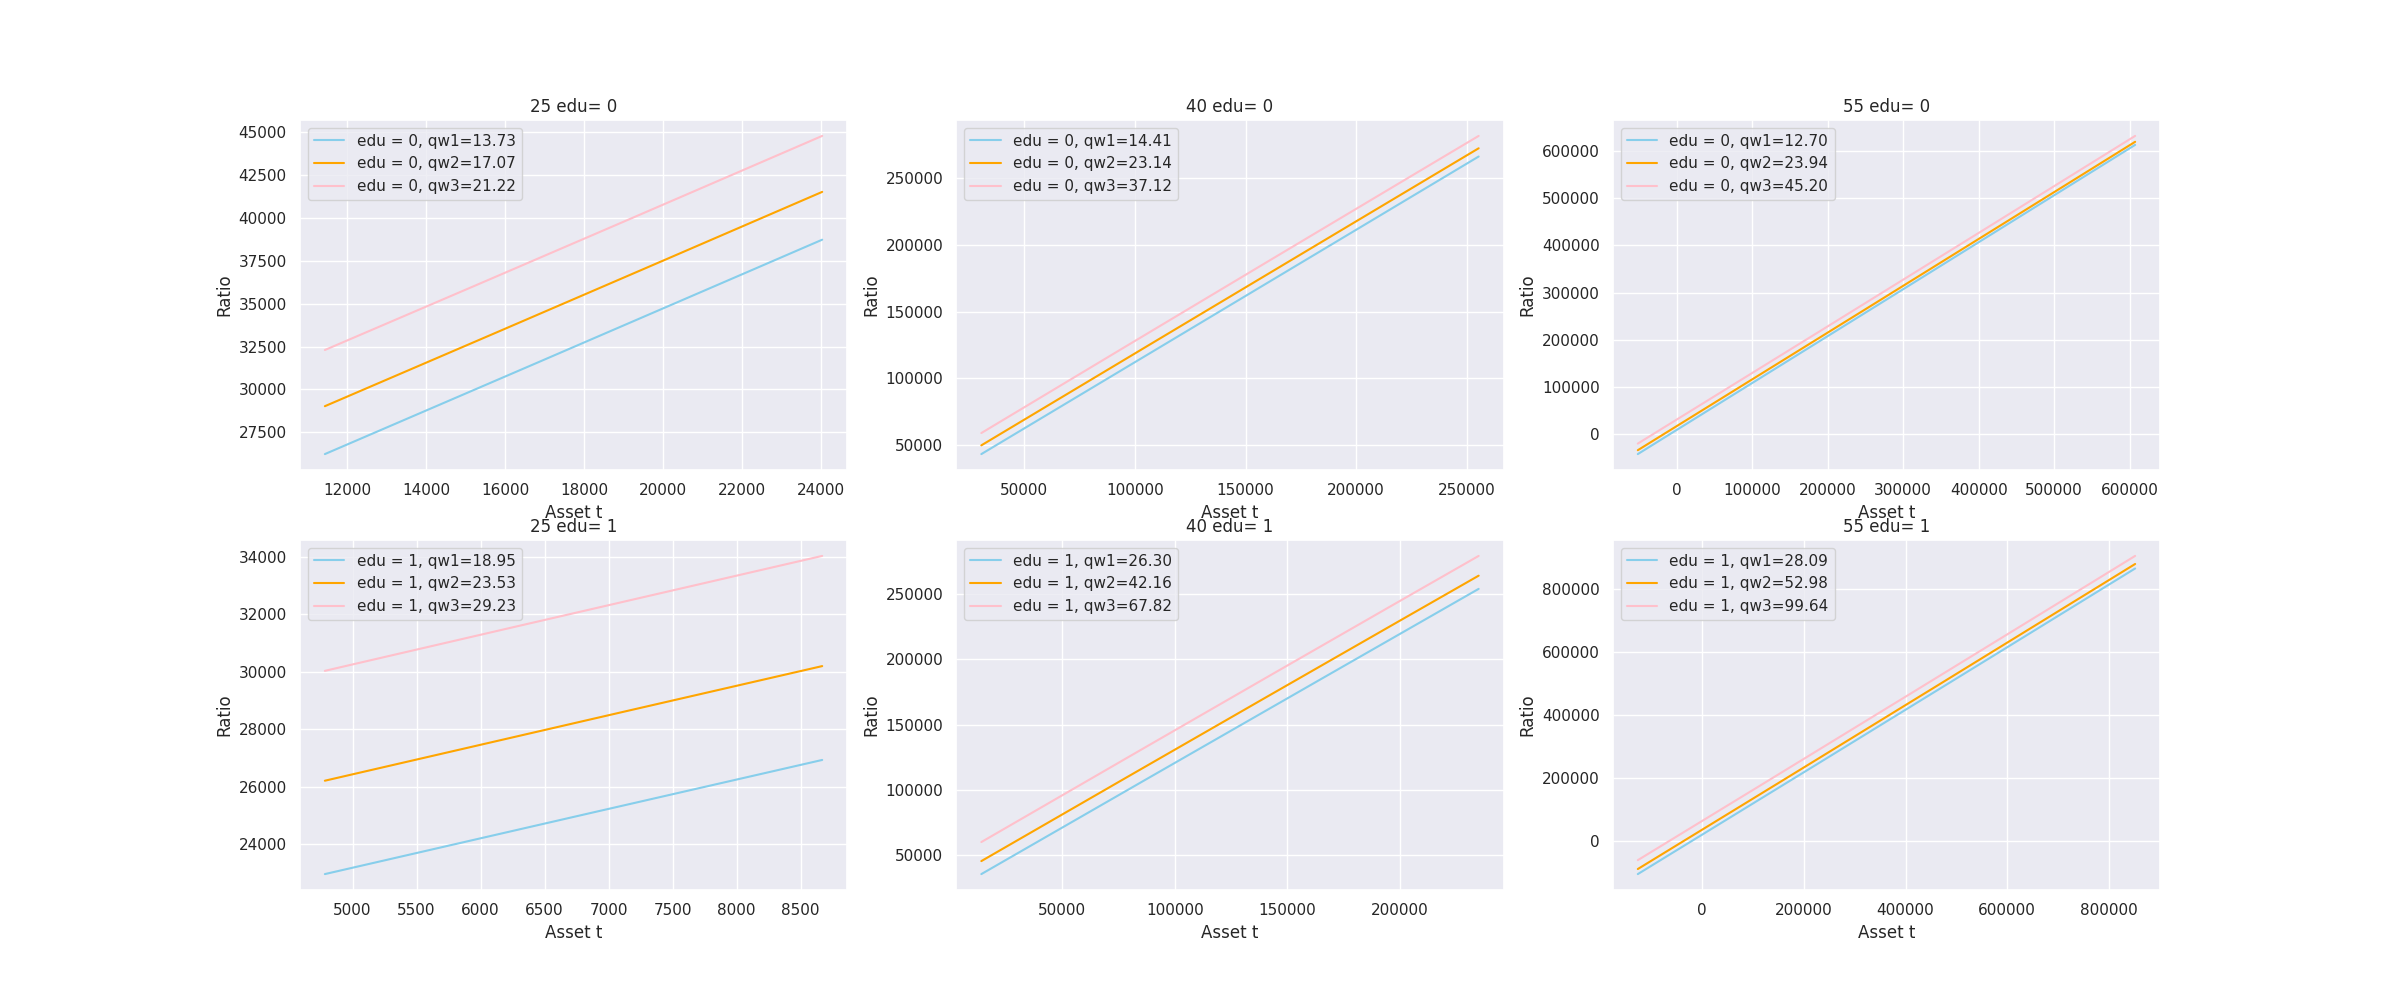 25 edu= 0
edu = 0, qw1=13.73
edu = 0, qw2=17.07
edu = 0, qw3=21.22
45000
42500
40000
37500
35000
32500
30000
27500
Ratio
12000 14000 16000 18000 20000 22000 24000
Asset t
40 edu= 0
edu = 0, qw1=14.41
edu = 0, qw2=23.14
edu = 0, qw3=37.12
250000
200000
150000
100000
50000
Ratio
50000 100000 150000 200000 250000
Asset t
55 edu= 0
edu = 0, qw1=12.70
edu = 0, qw2=23.94
edu = 0, qw3=45.20
600000
500000
400000
300000
200000
100000
0
Ratio
0 100000 200000 300000 400000 500000 600000
Asset t
25 edu= 1
edu = 1, qw1=18.95
edu = 1, qw2=23.53
edu = 1, qw3=29.23
34000
32000
30000
28000
26000
24000
Ratio
5000 5500 6000 6500 7000 7500 8000 8500
Asset t
40 edu= 1
edu = 1, qw1=26.30
edu = 1, qw2=42.16
edu = 1, qw3=67.82
250000
200000
150000
100000
50000
Ratio
50000 100000 150000 200000
Asset t
55 edu= 1
edu = 1, qw1=28.09
edu = 1, qw2=52.98
edu = 1, qw3=99.64
800000
600000
400000
200000
0
Ratio
0 200000 400000 600000 800000
Asset t